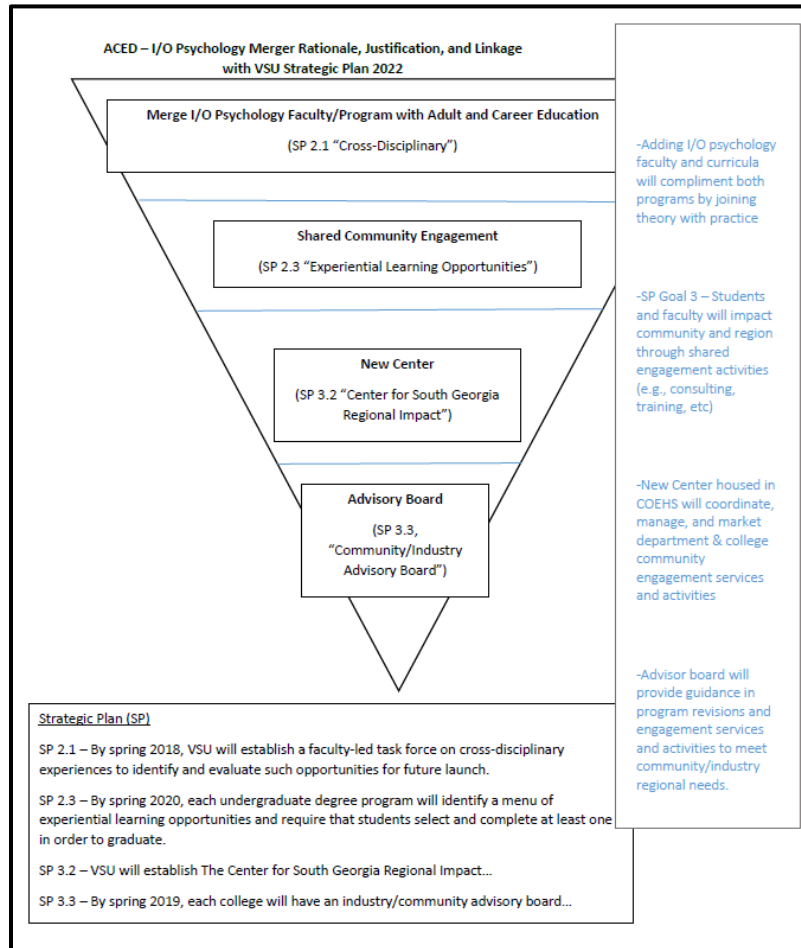 ACED – I/O Psychology Merger Rationale, Justification, and Linkage
with VSU Strategic Plan 2022
Merge I/O Psychology Faculty/Program with Adult and Career Education
(SP 2.1 “Cross-Disciplinary”)
Shared Community Engagement
(SP 2.3 “Experiential Learning Opportunities”)
New Center
(SP 3.2 “Center for South Georgia
Regional Impact”)
Advisory Board
(SP 3.3,
“Community/Industry
Advisory Board”)
-Adding I/O psychology
faculty and curricula
will compliment both
programs by joining
theory with practice
-SP Goal 3 – Students
and faculty will impact
community and region
through shared
engagement activities
(e.g., consulting,
training, etc)
-New Center housed in
COEHS will coordinate,
manage, and market
department & college
community
engagement services
and activities
-Advisor board will
provide guidance in
program revisions and
engagement services
and activities to meet
community/industry
regional needs.
Strategic Plan (SP)
SP 2.1 – By spring 2018, VSU will establish a faculty-led task force on cross-disciplinary
experiences to identify and evaluate such opportunities for future launch.
SP 2.3 – By spring 2020, each undergraduate degree program will identify a menu of
experiential learning opportunities and require that students select and complete at least one
in order to graduate.
SP 3.2 – VSU will establish The Center for South Georgia Regional Impact…
SP 3.3 – By spring 2019, each college will have an industry/community advisory board…